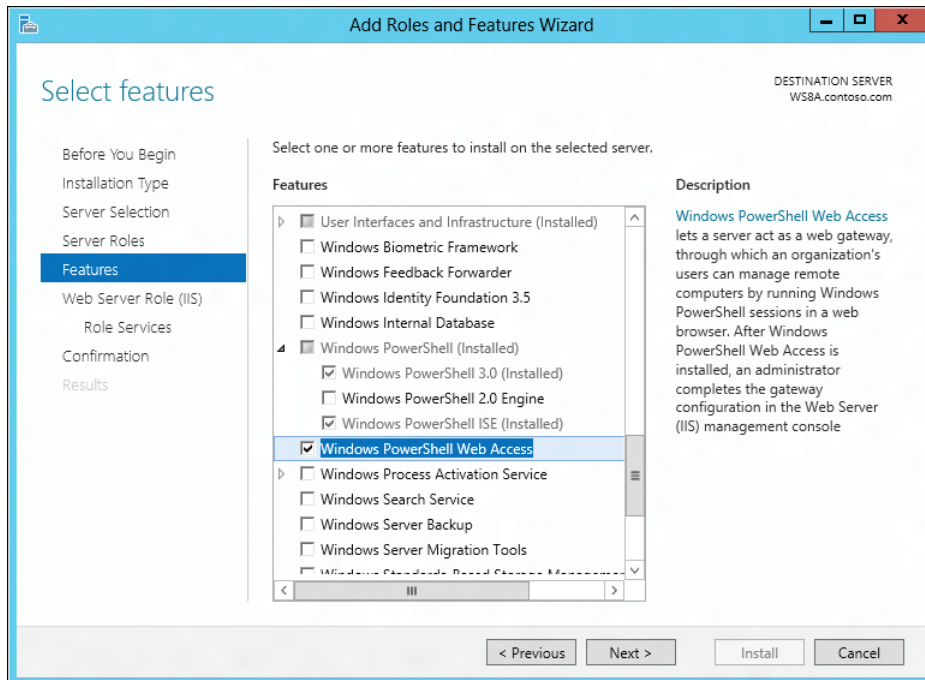 Add Roles and Features Wizard
Select features
DESTINATION SERVER
WS8A.contoso.com
Before You Begin
Installation Type
Server Selection
Server Roles
Features
Web Server Role (IIS)
Role Services
Confirmation
Results
Select one or more features to install on the selected server.
Features
User Interfaces and Infrastructure (Installed)
Windows Biometric Framework
Windows Feedback Forwarder
Windows Identity Foundation 3.5
Windows Internal Database
Windows PowerShell (Installed)
Windows PowerShell 3.0 (Installed)
Windows PowerShell 2.0 Engine
Windows PowerShell ISE (Installed)
Windows PowerShell Web Access
Windows Process Activation Service
Windows Search Service
Windows Server Backup
Windows Server Migration Tools
Windows Standards-Based Storage Managemen
Description
Windows PowerShell Web Access
lets a server act as a web gateway,
through which an organization's
users can manage remote
computers by running Windows
PowerShell sessions in a web
browser. After Windows
PowerShell Web Access is
installed, an administrator
completes the gateway
configuration in the Web Server
(IIS) management console
< Previous
Next >
Install
Cancel